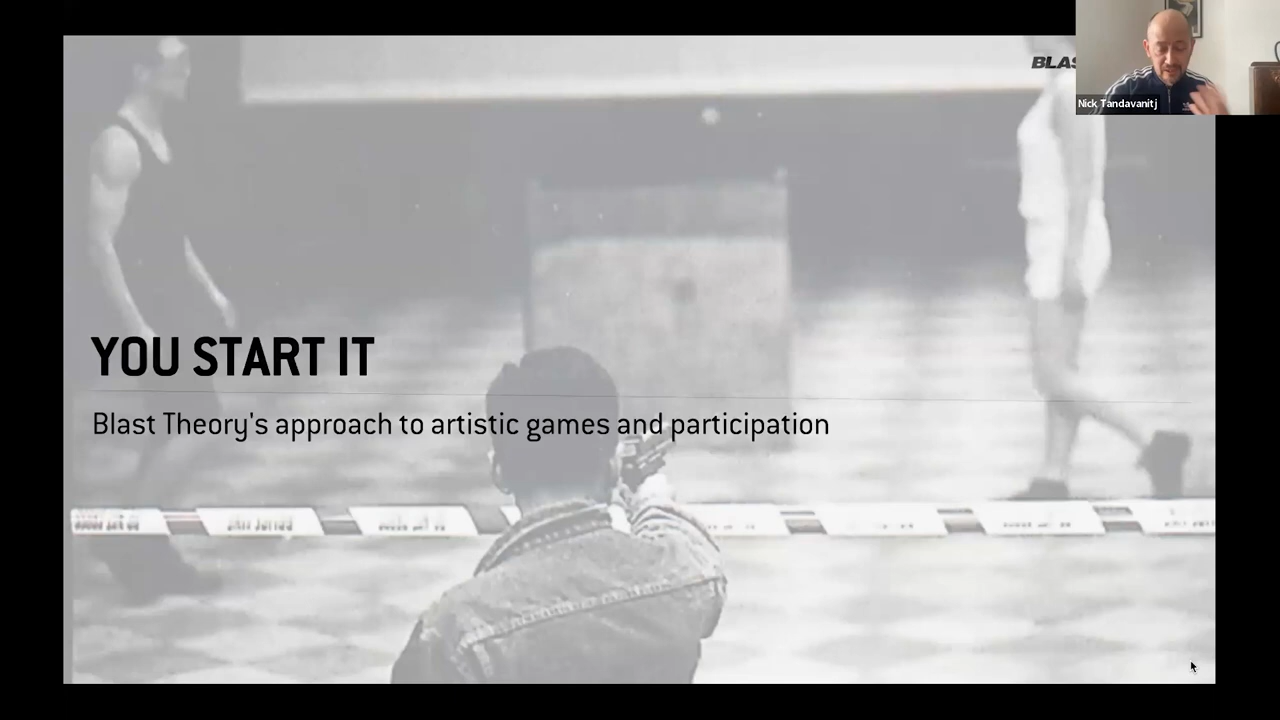 BLAS
Nick Tandavanitj
YOU START IT
Blast Theory's approach to artistic games and participation